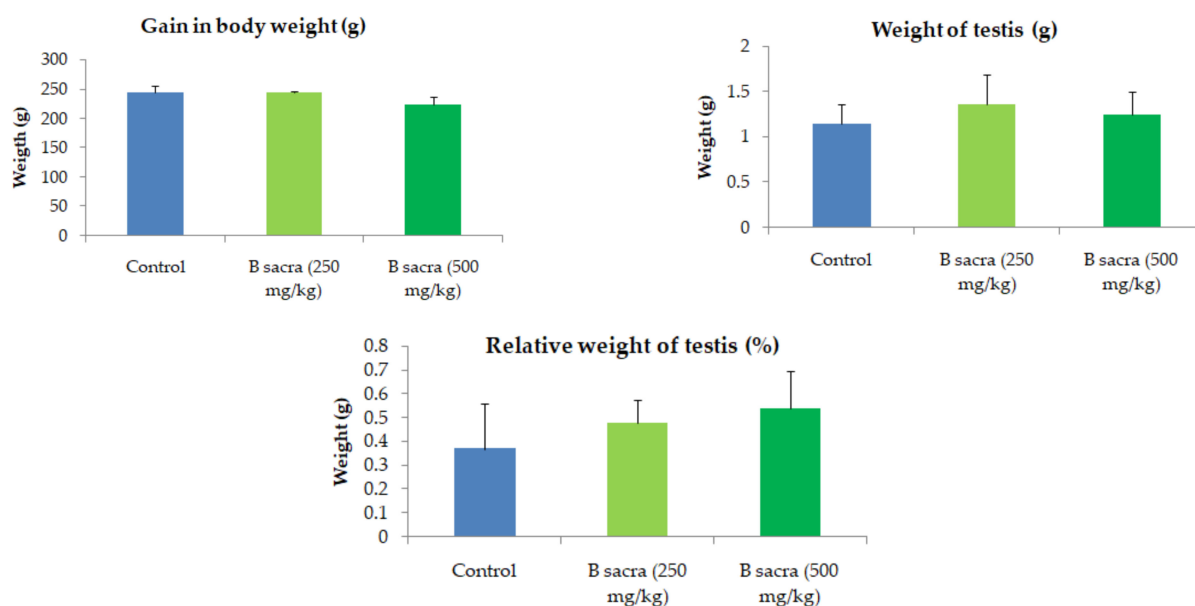 Gain in body weight (g)
300
250
200
150
100
50
0
Weigth (g)
Control
B sacra (250
mg/kg)
B sacra (500
mg/kg)
Weight of testis (g)
2
1.5
1
0.5
0
Weight (g)
Control
B sacra (250
mg/kg)
B sacra (500
mg/kg)
Relative weight of testis (%)
0.8
0.7
0.6
0.5
0.4
0.3
0.2
0.1
0
Weight (g)
Control
B sacra (250
mg/kg)
B sacra (500
mg/kg)